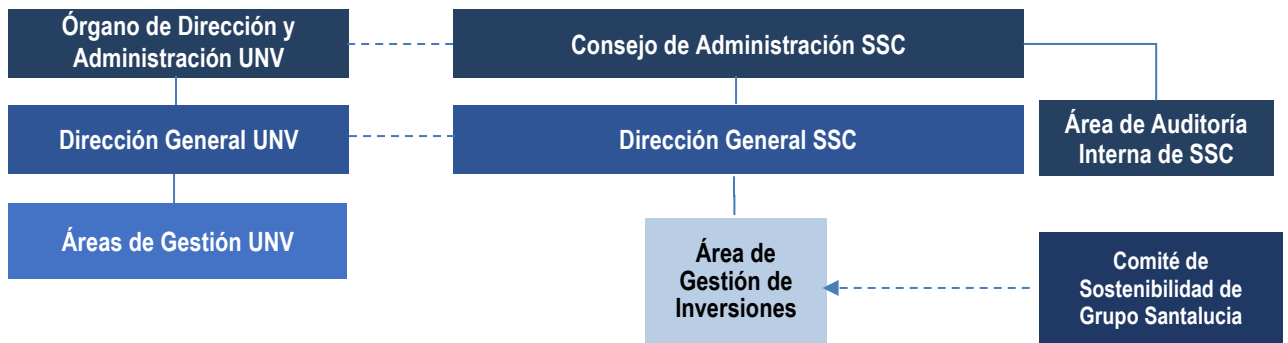 Órgano de Dirección y
Administración UNV
Consejo de Administración SSC
Dirección General UNV
Dirección General SSC
Área de Auditoría
Interna de SSC
Áreas de Gestión UNV
Área de
Gestión de
Inversiones
Comité de
Sostenibilidad de
Grupo Santalucia